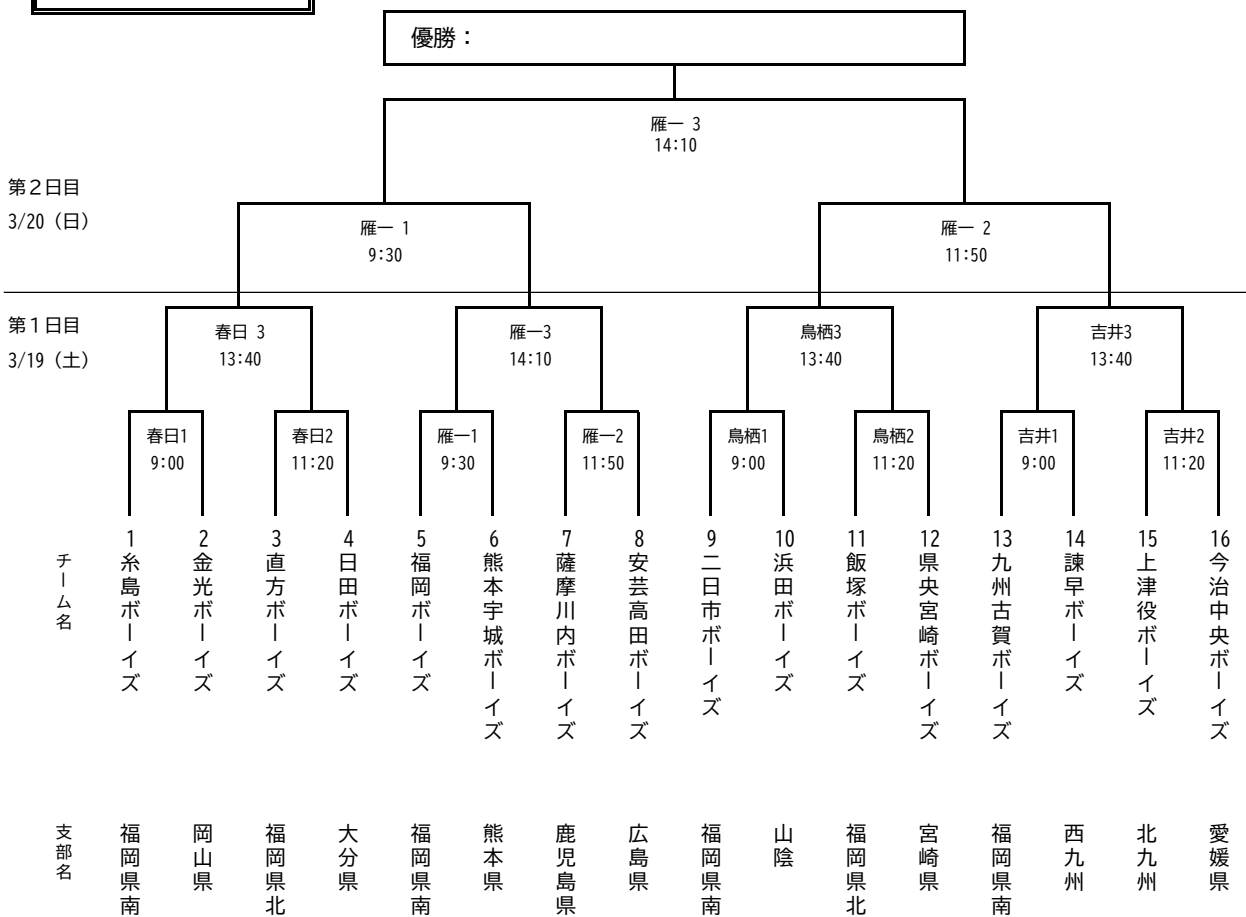 優勝：
雁一 3
14:10
第２日目
3/20（日）
雁一 1
9:30
雁一 2
11:50
第１日目
3/19（土）
春日 3
13:40
雁一3
14:10
鳥栖3
13:40
吉井3
13:40
春日1
9:00
春日2
11:20
雁一1
9:30
雁一2
11:50
鳥栖1
9:00
鳥栖2
11:20
吉井1
9:00
吉井2
11:20
1 2 3 4 5 6 7 8 9 10 11 12 13 14 15 16
チーム名
糸島ボーイズ
金光ボーイズ
直方ボーイズ
日田ボーイズ
福岡ボーイズ
熊本宇城ボーイズ
薩摩川内ボーイズ
安芸高田ボーイズ
二日市ボーイズ
浜田ボーイズ
飯塚ボーイズ
県央宮崎ボーイズ
九州古賀ボーイズ
諫早ボーイズ
上津役ボーイズ
今治中央ボーイズ
支部名
福岡県南
岡山県
福岡県北
大分県
福岡県南
熊本県
鹿児島県
広島県
福岡県南
山陰
福岡県北
宮崎県
福岡県南
西九州
北九州
愛媛県